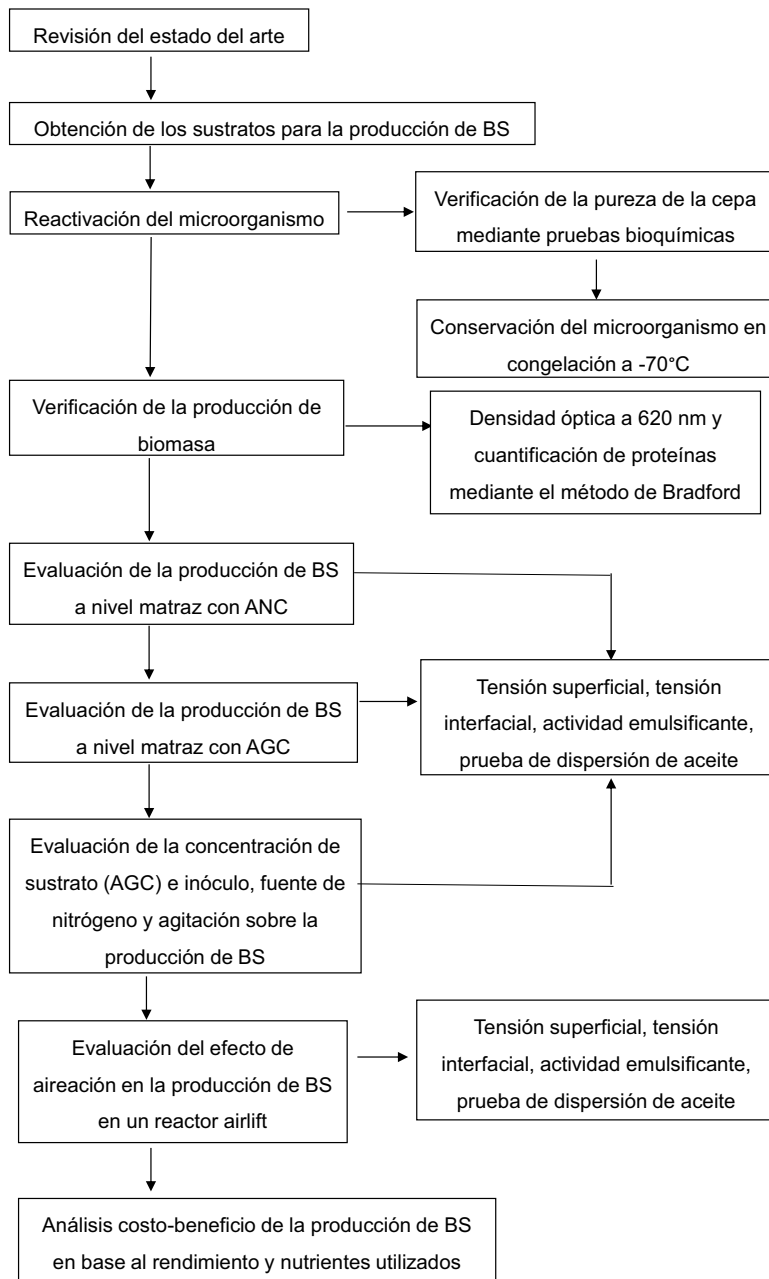 Revisión del estado del arte
Obtención de los sustratos para la producción de BS
Reactivación del microorganismo
Verificación de la pureza de la cepa
mediante pruebas bioquímicas
Conservación del microorganismo en
congelación a -70°C
Verificación de la producción de
biomasa
Densidad óptica a 620 nm y
cuantificación de proteínas
mediante el método de Bradford
Evaluación de la producción de BS
a nivel matraz con ANC
Evaluación de la producción de BS
a nivel matraz con AGC
Tensión superficial, tensión
interfacial, actividad emulsificante,
prueba de dispersión de aceite
Evaluación de la concentración de
sustrato (AGC) e inóculo, fuente de
nitrógeno y agitación sobre la
producción de BS
Evaluación del efecto de
aireación en la producción de BS
en un reactor airlift
Tensión superficial, tensión
interfacial, actividad emulsificante,
prueba de dispersión de aceite
Análisis costo-beneficio de la producción de BS
en base al rendimiento y nutrientes utilizados